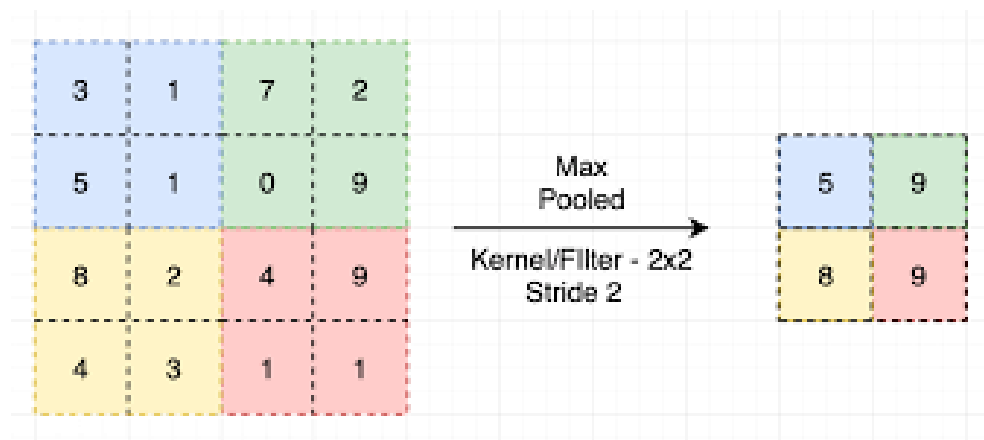 3 1 7 2
5 1 0 9
8 2 4 9
4 3 1 1
Max
Pooled
Kernel/FIlter - 2x2
Stride 2
5 9
8 9